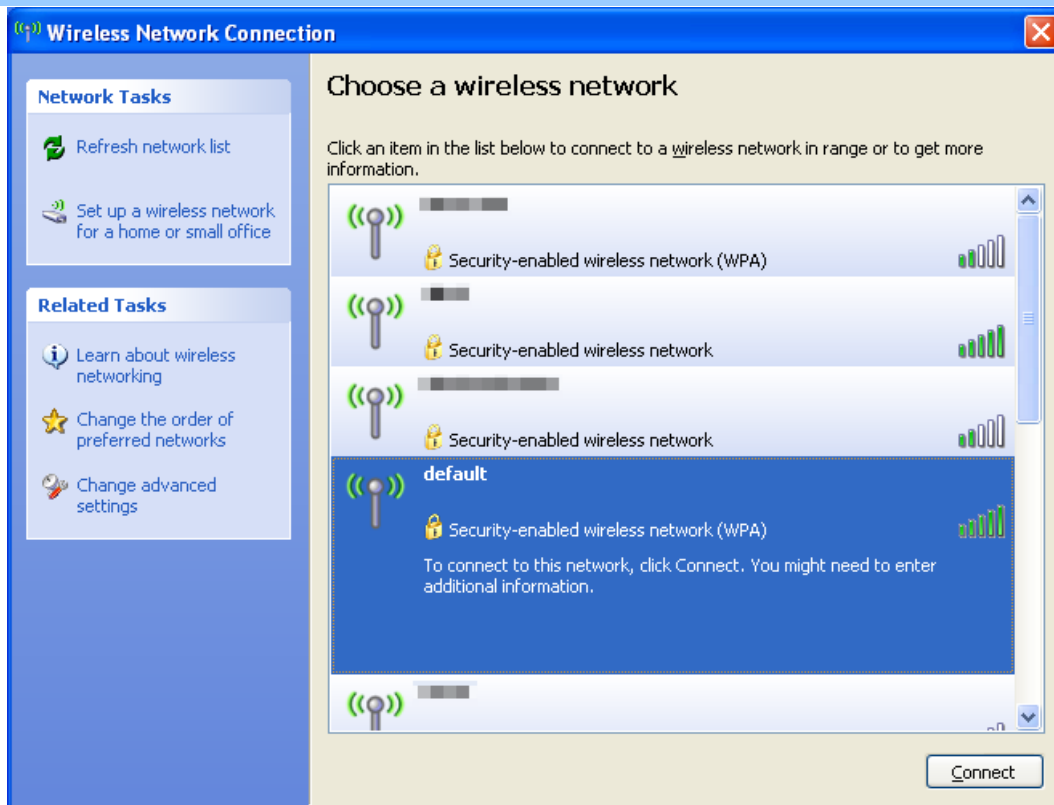 Wireless Network Connection
Network Tasks
Refresh network list
Set up a wireless network
for a home or small office
Related Tasks
Learn about wireless
networking
Change the order of
preferred networks
Change advanced
settings
Choose a wireless network
Click an item in the list below to connect to a wireless network in range or to get more
information.
Security-enabled wireless network (WPA)
Security-enabled wireless network
Security-enabled wireless network
default
Security-enabled wireless network (WPA)
To connect to this network, click Connect. You might need to enter
additional information.
Connect